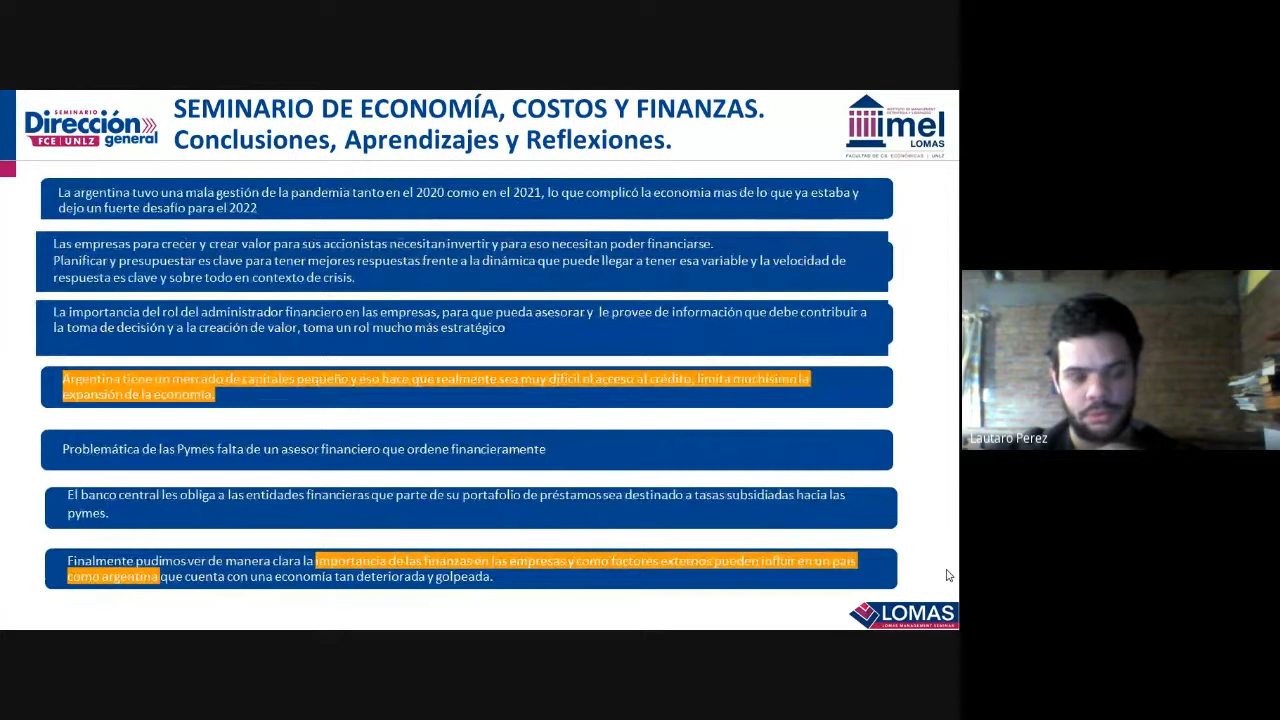 SEMINARIO
Dirección
FCE | UNLZ general
SEMINARIO DE ECONOMÍA, COSTOS Y FINANZAS.
Conclusiones, Aprendizajes y Reflexiones.
imel
LOMAS
FACULTAD DE CS. ECONÓMICAS | UNLZ
La argentina tuvo una mala gestión de la pandemia tanto en el 2020 como en el 2021, lo que complicó la economia mas de lo que ya estaba y
dejo un fuerte desafío para el 2022
Las empresas para crecer y crear valor para sus accionistas necesitan invertir y para eso necesitan poder financiarse.
Planificar y presupuestar es clave para tener mejores respuestas frente a la dinámica que puede llegar a tener esa variable y la velocidad de
respuesta es clave y sobre todo en contexto de crisis.
La importancia del rol del administrador financiero en las empresas, para que pueda asesorar y le provee de información que debe contribuir a
la toma de decisión y a la creación de valor, toma un rol mucho más estratégico
Argentina tiene un mercado de capitales pequeño y eso hace que realmente sea muy difícil el acceso al crédito, limita muchísimo la
expansión de la economía.
Problemática de las Pymes falta de un asesor financiero que ordene financieramente
El banco central les obliga a las entidades financieras que parte de su portafolio de préstamos sea destinado a tasas subsidiadas hacia las
pymes.
Finalmente pudimos ver de manera clara la importancia de las finanzas en las empresas y como factores externos pueden influir en un país
como argentina que cuenta con una economía tan deteriorada y golpeada.
LOMAS
LOMAS MANAGEMENT SEMINAR
Lautaro Perez